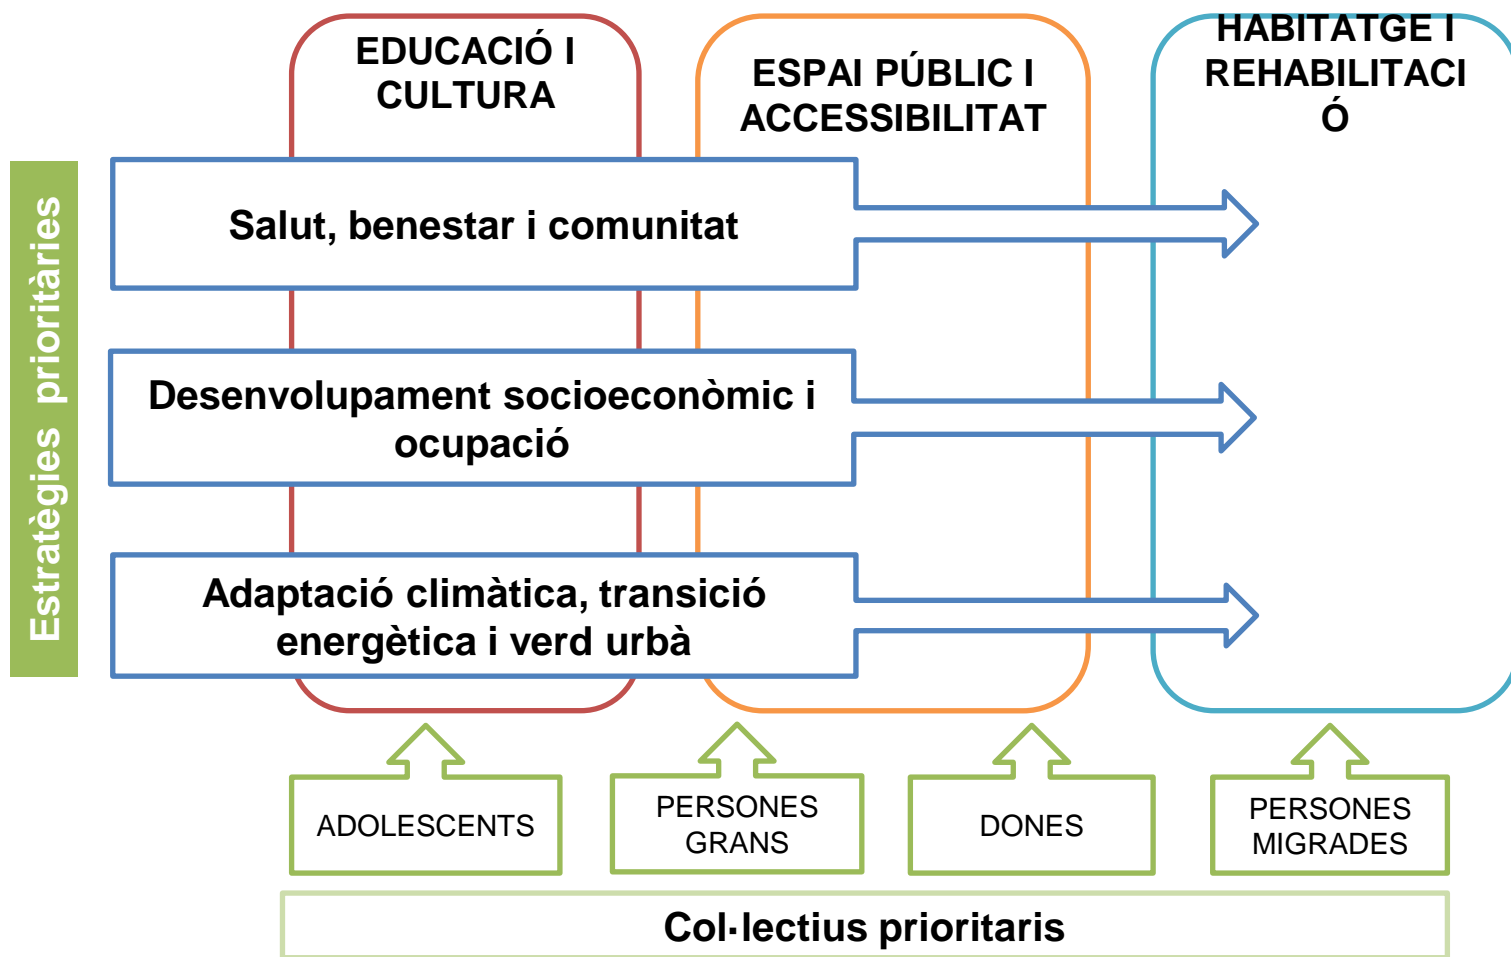 EDUCACIÓ I
CULTURA
ESPAI PÚBLIC I
ACCESSIBILITAT
HABITATGE I
REHABILITACI
Ó
Estratègies prioritàries
Salut, benestar i comunitat
Desenvolupament socioeconòmic i
ocupació
Adaptació climàtica, transició
energètica i verd urbà
ADOLESCENTS
PERSONES
GRANS
DONES
PERSONES
MIGRADES
Col·lectius prioritaris